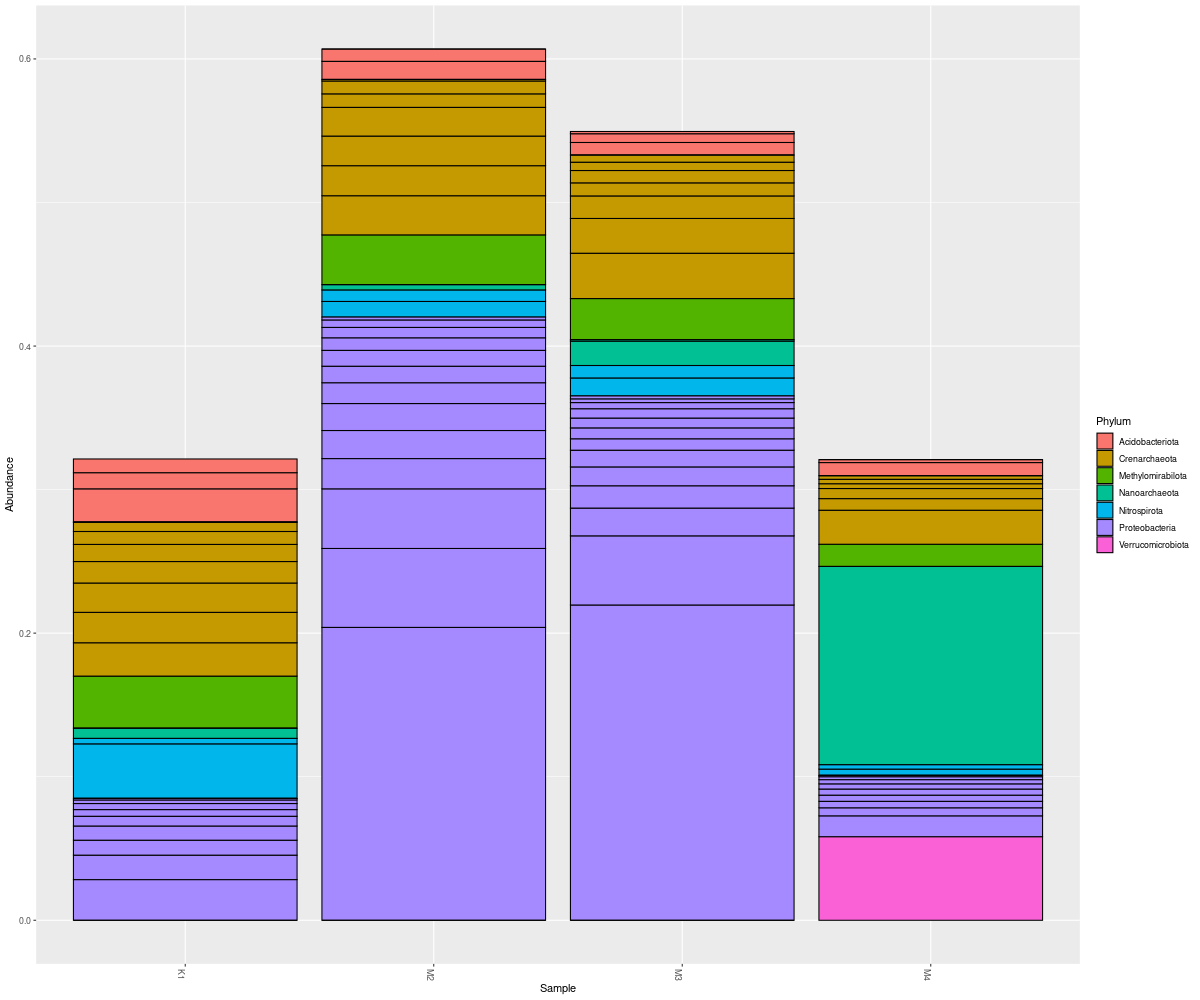 0.6
0.4
0.2
0.0
Abundance
K1
M2
M3
M4
Sample
Phylum
Acidobacteriota
Crenarchaeota
Methylomirabilota
Nanoarchaeota
Nitrospirota
Proteobacteria
Verrucomicrobiota